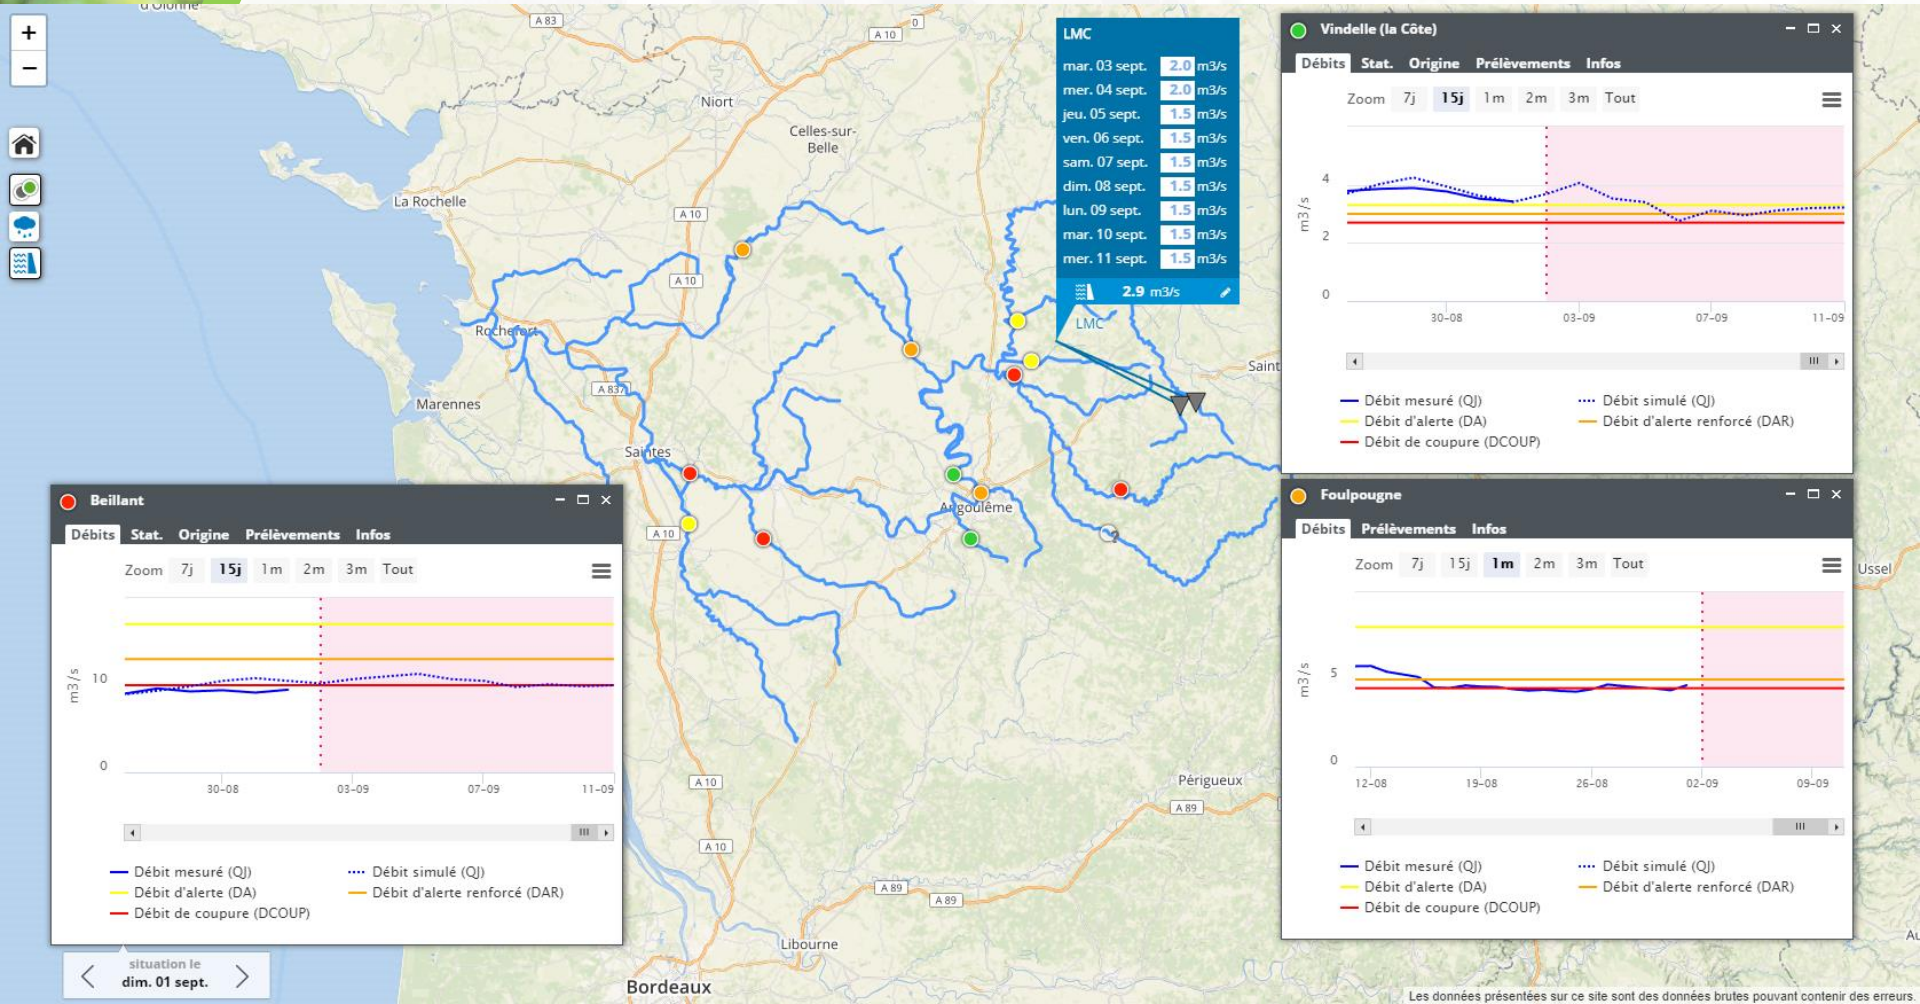 d'Olonne
A 83
A 10
0
Niort
Celles-sur-
Belle
La Rochelle
A 10
A 10
Rochefort
A 837
Marennes
Saintes
A 10
Angoulême
?
Saint
LMC
Ussel
Périgueux
A 89
A 10
A 10
A 89
A 89
Libourne
Bordeaux
+
−
LMC
mar. 03 sept. 2.0 m3/s
mer. 04 sept. 2.0 m3/s
jeu. 05 sept. 1.5 m3/s
ven. 06 sept. 1.5 m3/s
sam. 07 sept. 1.5 m3/s
dim. 08 sept. 1.5 m3/s
lun. 09 sept. 1.5 m3/s
mar. 10 sept. 1.5 m3/s
mer. 11 sept. 1.5 m3/s
2.9 m3/s
Vindelle (la Côte)
Débits Stat. Origine Prélèvements Infos
Zoom 7j 15j 1m 2m 3m Tout
m3/s
4
2
0
30-08 03-09 07-09 11-09
Débit mesuré (QJ) Débit simulé (QJ)
Débit d'alerte (DA) Débit d'alerte renforcé (DAR)
Débit de coupure (DCOUP)
Beillant
Débits Stat. Origine Prélèvements Infos
Zoom 7j 15j 1m 2m 3m Tout
m3/s
10
0
30-08 03-09 07-09 11-09
Débit mesuré (QJ) Débit simulé (QJ)
Débit d'alerte (DA) Débit d'alerte renforcé (DAR)
Débit de coupure (DCOUP)
Foulpougne
Débits Prélèvements Infos
Zoom 7j 15j 1m 2m 3m Tout
m3/s
5
0
12-08 19-08 26-08 02-09 09-09
Débit mesuré (QJ) Débit simulé (QJ)
Débit d'alerte (DA) Débit d'alerte renforcé (DAR)
Débit de coupure (DCOUP)
situation le
dim. 01 sept.
Les données présentées sur ce site sont des données brutes pouvant contenir des erreurs.